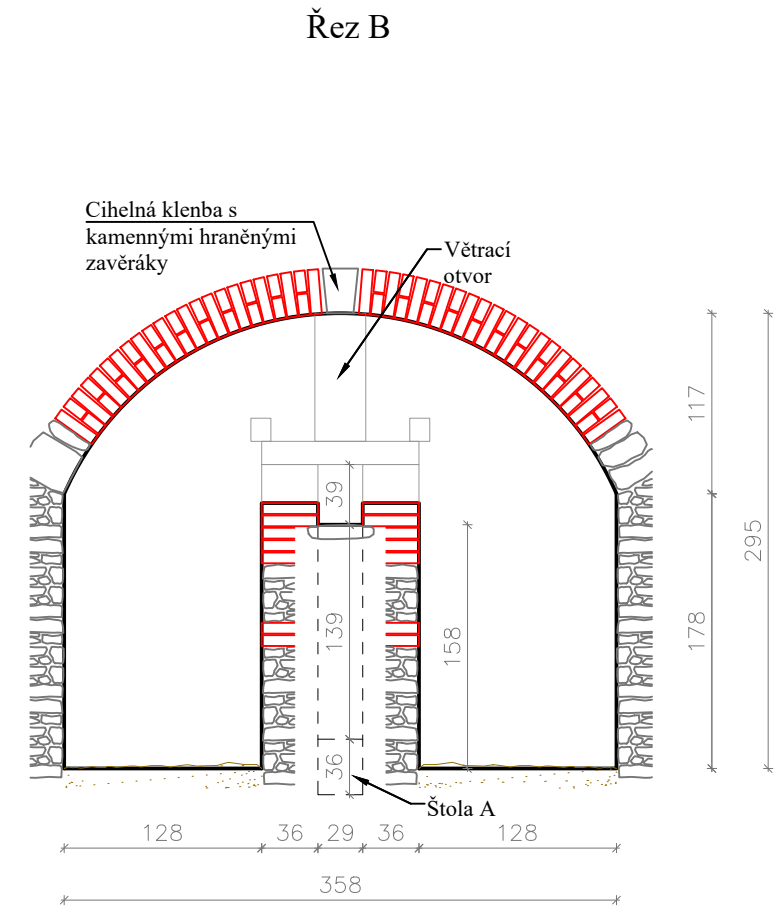 Řez B
Cihelná klenba s
kamennými hraněnými
zavěráky
Větrací
otvor
117
39
295
139
158
178
36
Štola A
128
36
29
36
128
358